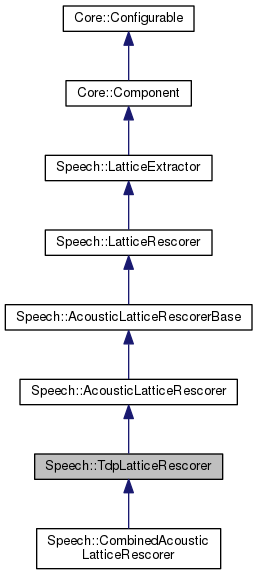 Core::Configurable
Core::Component
Speech::LatticeExtractor
Speech::LatticeRescorer
Speech::AcousticLatticeRescorerBase
Speech::AcousticLatticeRescorer
Speech::TdpLatticeRescorer
Speech::CombinedAcoustic
LatticeRescorer